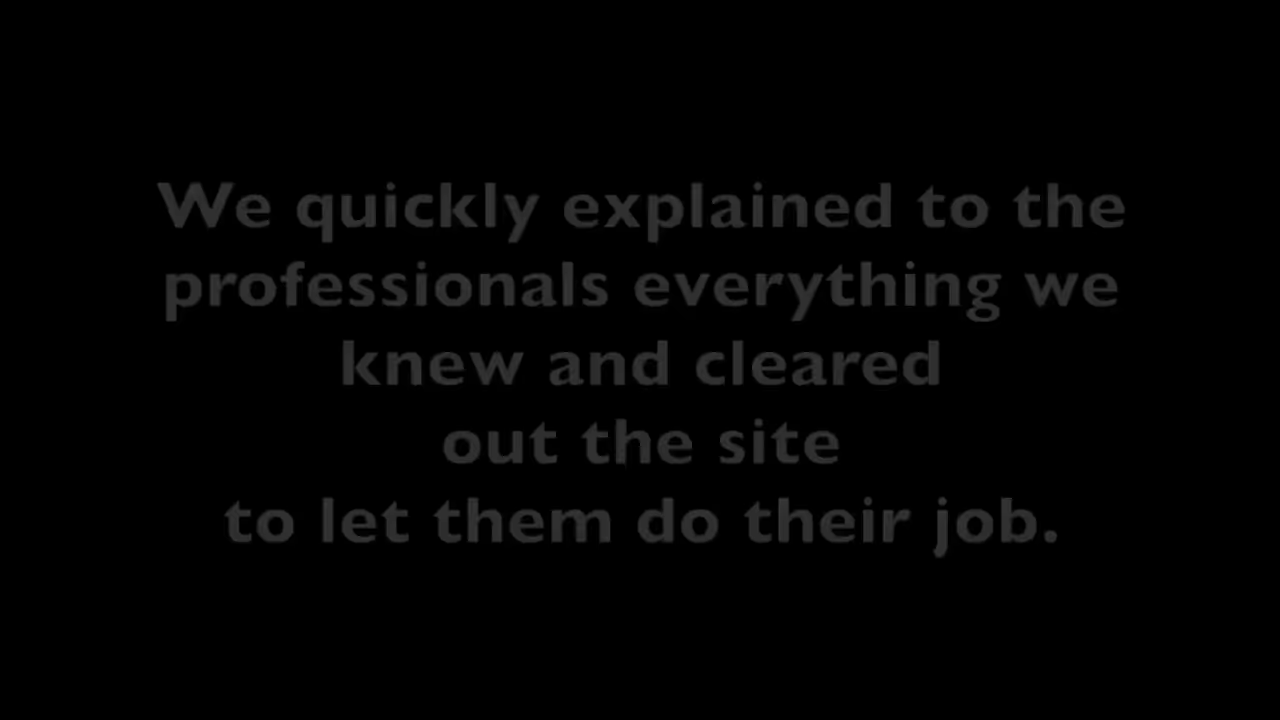 We quickly explained to the
professionals everything we
knew and cleared
out the site
to let them do their job.